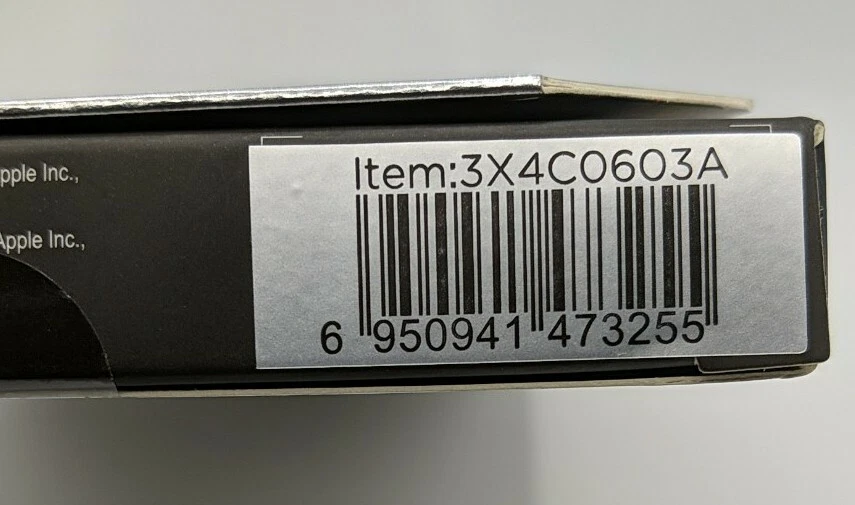 pple Inc.,
Apple Inc.,
Item:3X4C0603A
6 950941 473255